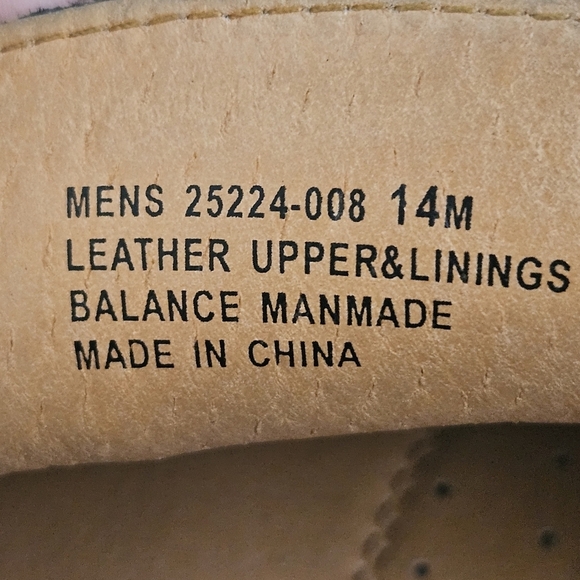 MENS 25224-008 14M
LEATHER UPPER&LININGS
BALANCE MANMADE
MADE IN CHINA